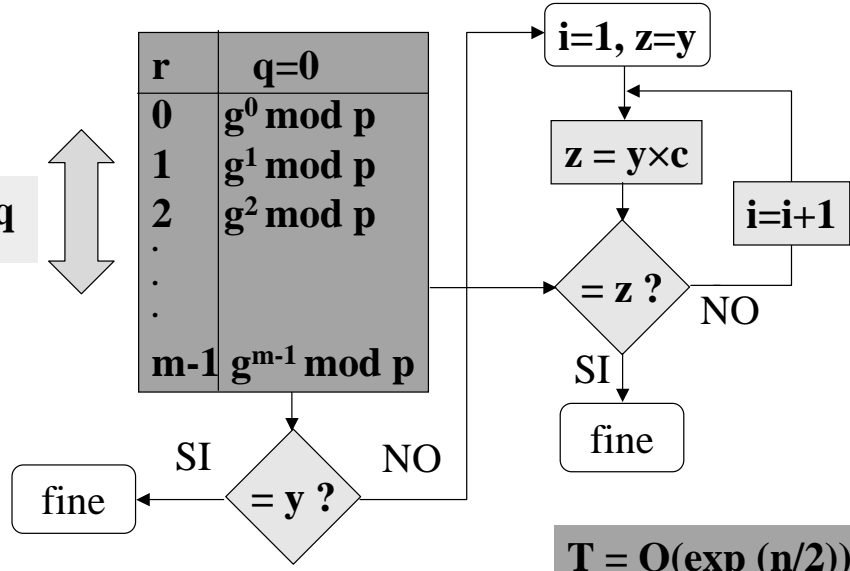 r q=0
0 g⁰ mod p
1 g¹ mod p
2 g² mod p
.
.
.
m-1 gᵐ⁻¹ mod p
q
= y ?
SI
NO
fine
i=1, z=y
z = y×c
i=i+1
= z ?
NO
SI
fine
T = O(exp (n/2))